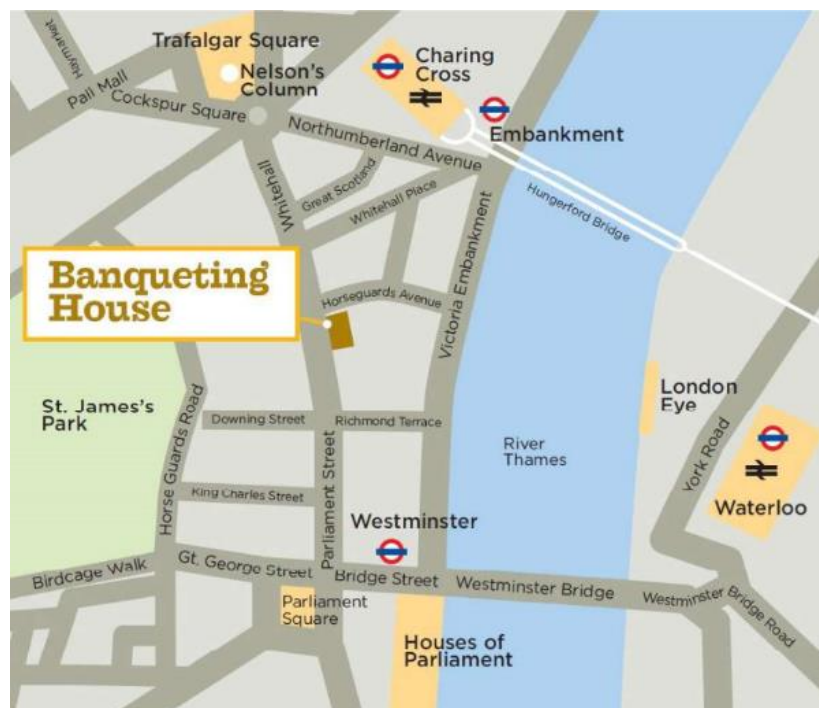 Haymarket
Pall Mall
Trafalgar Square
Nelson's
Column
Cockspur Square
Charing
Cross
Embankment
Northumberland Avenue
Whitehall
Great Scotland
Whitehall Place
Hungerford Bridge
Victoria Embankment
Banqueting
House
Horseguards Avenue
St. James's
Park
Horse Guards Road
Downing Street
Richmond Terrace
King Charles Street
Parliament Street
River
Thames
London
Eye
York Road
Waterloo
Westminster
Birdcage Walk
Gt. George Street
Bridge Street
Westminster Bridge
Westminster Bridge Road
Parliament
Square
Houses of
Parliament